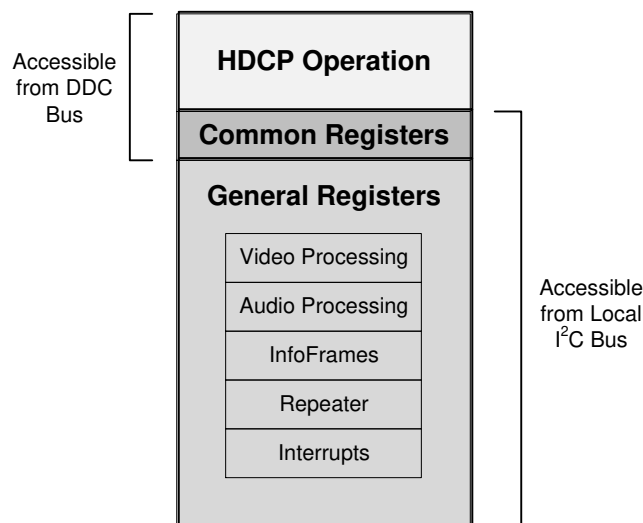 Accessible
from DDC
Bus
HDCP Operation
Common Registers
General Registers
Video Processing
Audio Processing
InfoFrames
Repeater
Interrupts
Accessible
from Local
I²C Bus